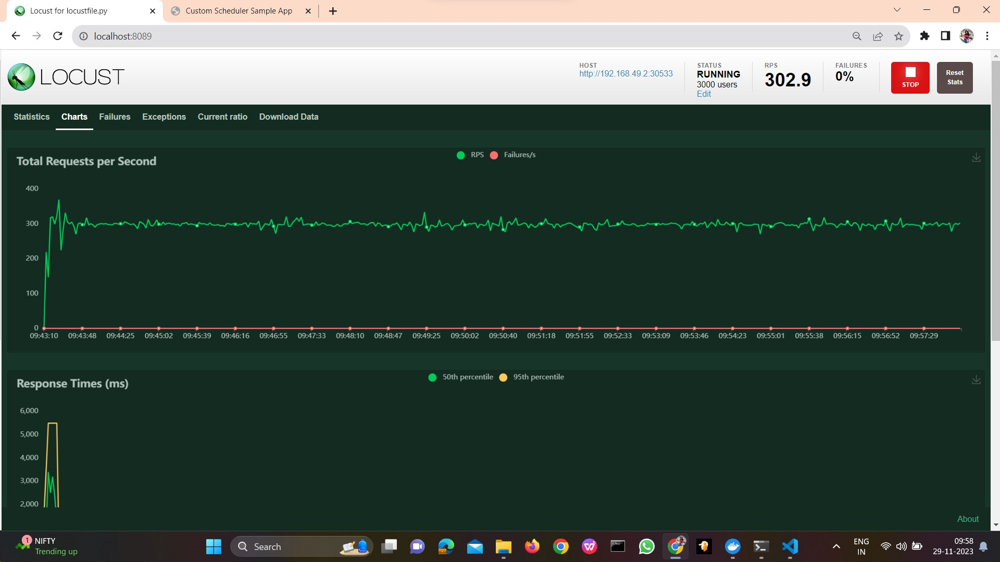 Locust for locustfile.py
Custom Scheduler Sample App
localhost:8089
LOCUST
HOST
http://192.168.49.2:30533
STATUS
RUNNING
3000 users
Edit
RPS
302.9
FAILURES
0%
STOP
Reset
Stats
Statistics Charts Failures Exceptions Current ratio Download Data
Total Requests per Second
RPS Failures/s
400
300
200
100
0
09:43:10 09:43:48 09:44:25 09:45:02 09:45:39 09:46:16 09:46:55 09:47:33 09:48:10 09:48:47 09:49:25 09:50:02 09:50:40 09:51:18 09:51:55 09:52:33 09:53:09 09:53:46 09:54:23 09:55:01 09:55:38 09:56:15 09:56:52 09:57:29
Response Times (ms)
50th percentile 95th percentile
6,000
5,000
4,000
3,000
2,000
About
1
NIFTY
Trending up
Search
ENG
IN
09:58
29-11-2023